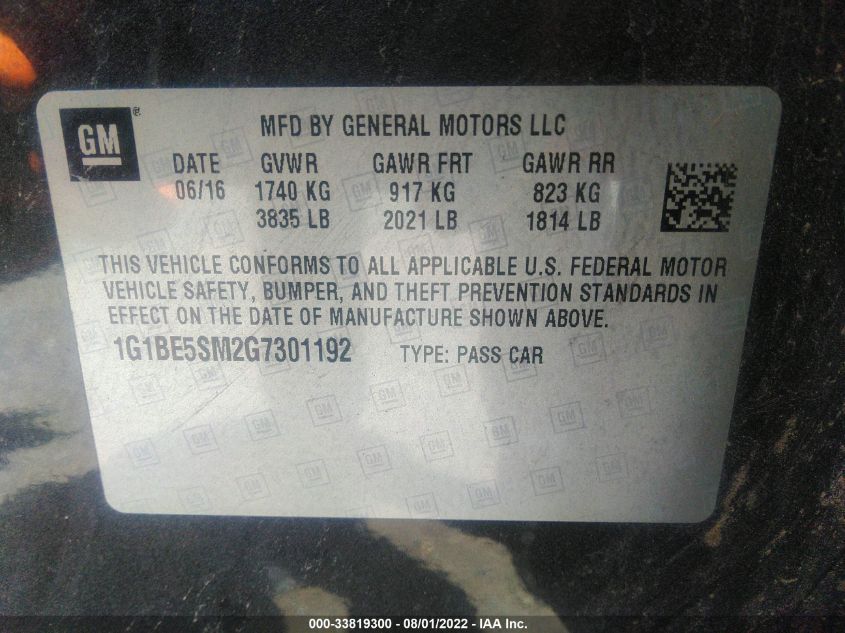 GM ®
MFD BY GENERAL MOTORS LLC
DATE GVWR GAWR FRT GAWR RR
06/16 1740 KG 917 KG 823 KG
3835 LB 2021 LB 1814 LB
THIS VEHICLE CONFORMS TO ALL APPLICABLE U.S. FEDERAL MOTOR
VEHICLE SAFETY, BUMPER, AND THEFT PREVENTION STANDARDS IN
EFFECT ON THE DATE OF MANUFACTURE SHOWN ABOVE.
1G1BE5SM2G7301192 TYPE: PASS CAR
000-33819300 - 08/01/2022 - IAA Inc.